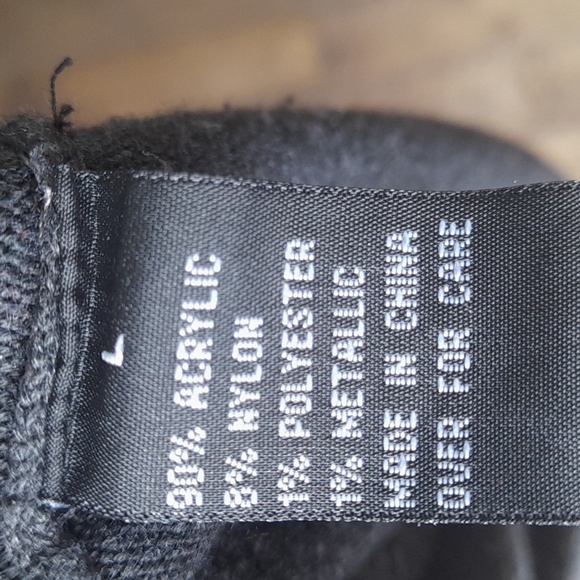 L
90% ACRYLIC
8% NYLON
1% POLYESTER
1% METALLIC
MADE IN CHINA
OVER FOR CARE